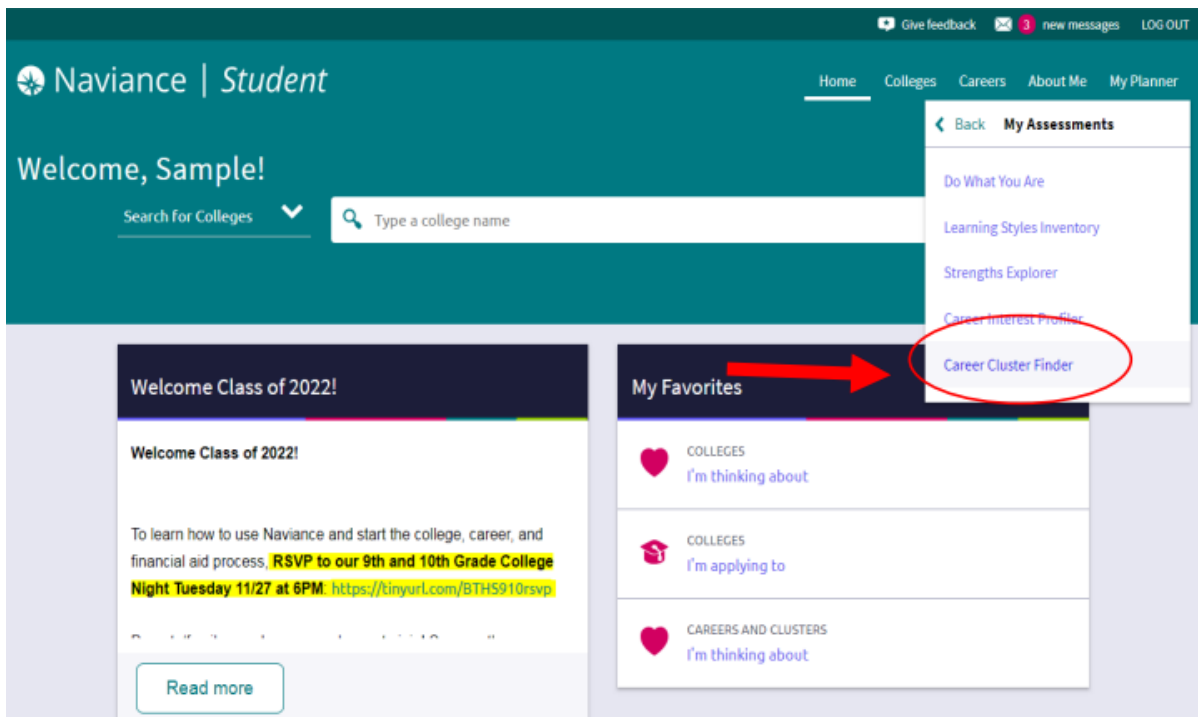 Give feedback 3 new messages LOG OUT
Naviance | Student
Home Colleges Careers About Me My Planner
Back My Assessments
Do What You Are
Learning Styles Inventory
Strengths Explorer
Career Interest Profiler
Career Cluster Finder
Welcome, Sample!
Search for Colleges Type a college name
Welcome Class of 2022!
Welcome Class of 2022!
To learn how to use Naviance and start the college, career, and
financial aid process, RSVP to our 9th and 10th Grade College
Night Tuesday 11/27 at 6PM: https://tinyurl.com/BTHS910rsvp
Read more
My Favorites
COLLEGES
I'm thinking about
COLLEGES
I'm applying to
CAREERS AND CLUSTERS
I'm thinking about